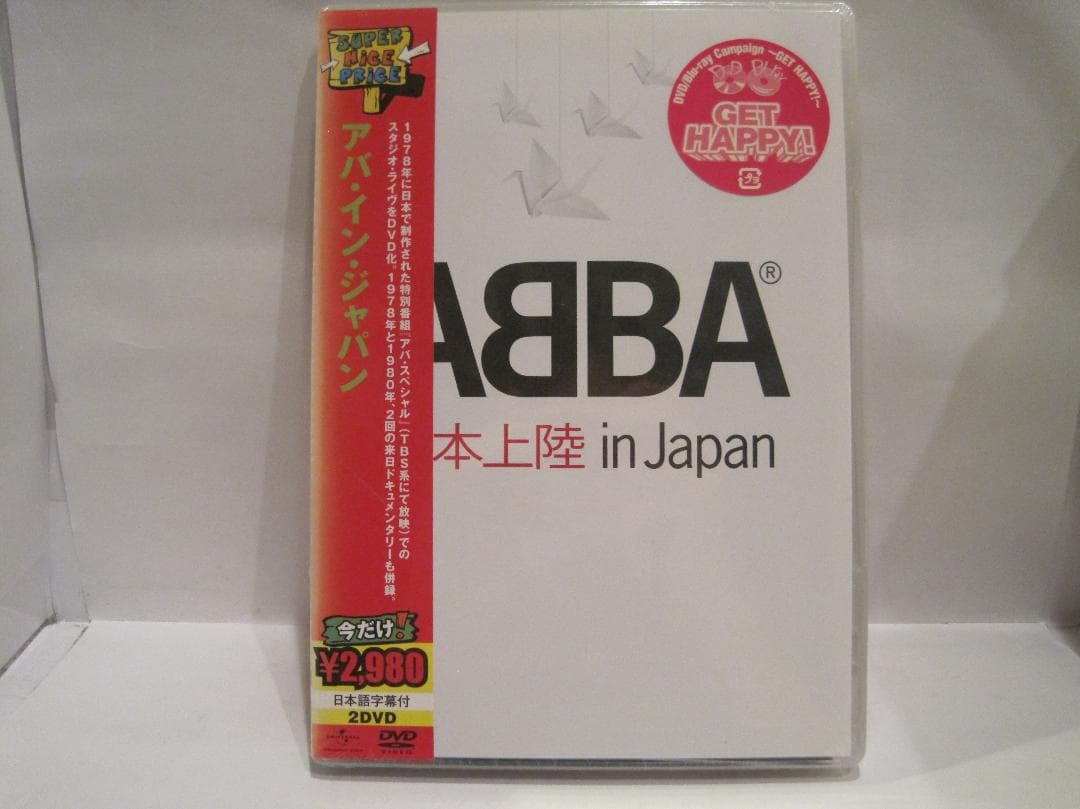 SUPER
NICE
PRICE
アバ・イン・ジャパン
1978年に日本で制作された特別番組『アバ・スペシャル』(TBS系にて放映)での
スタジオ・ライヴをDVD化。1978年と1980年、2回の来日ドキュメンタリーも併録。
今だけ!
¥2,980
日本語字幕付
2DVD
UNIVERSAL
DVD
VIDEO
DVD/Blu-ray Campaign ～GET HAPPY!～
GET
HAPPY!
ABBA®
本上陸 in Japan